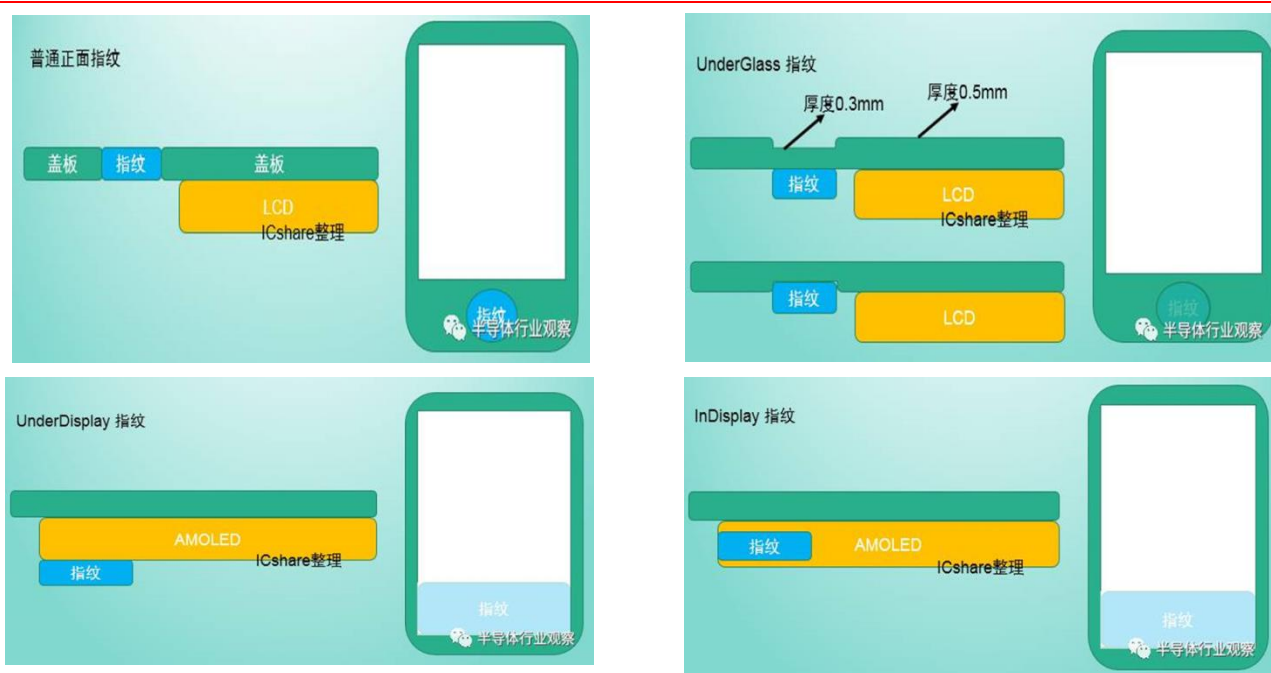 普通正面指纹
盖板
指纹
盖板
LCD
ICshare整理
指纹
半导体行业观察
UnderGlass 指纹
厚度0.3mm
厚度0.5mm
指纹
LCD
ICshare整理
指纹
LCD
指纹
半导体行业观察
UnderDisplay 指纹
AMOLED
ICshare整理
指纹
指纹
半导体行业观察
InDisplay 指纹
指纹
AMOLED
ICshare整理
指纹
半导体行业观察